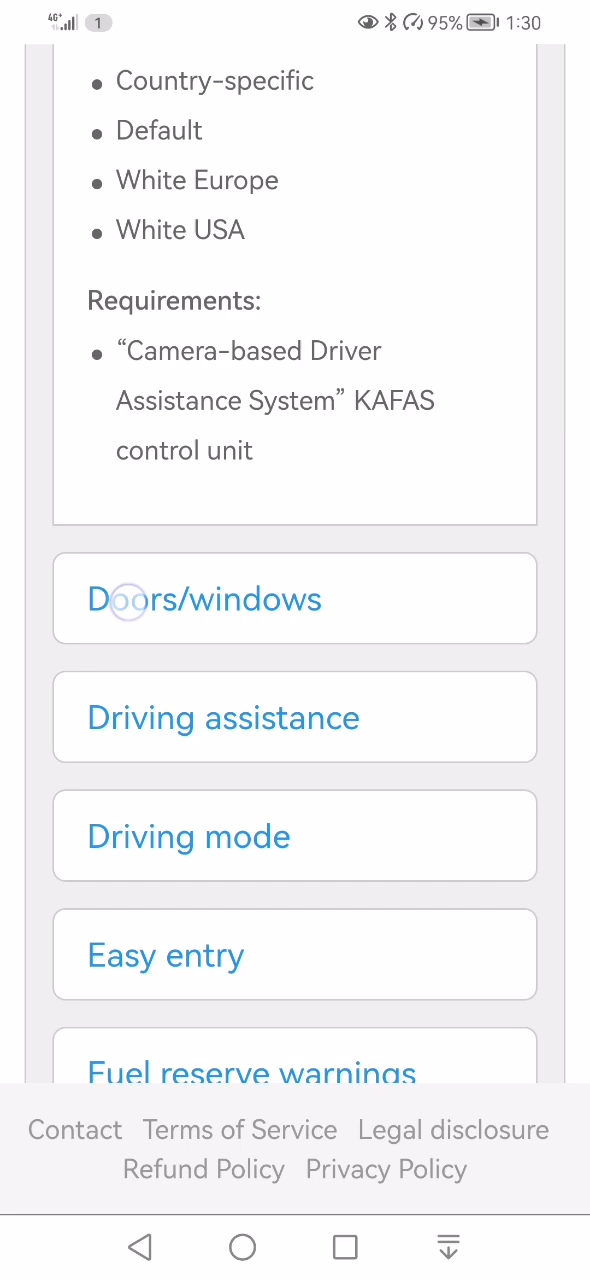 4G+ 1 95% 1:30
Country-specific
Default
White Europe
White USA
Requirements:
“Camera-based Driver
Assistance System” KAFAS
control unit
Doors/windows
Driving assistance
Driving mode
Easy entry
Fuel reserve warnings
Contact Terms of Service Legal disclosure
Refund Policy Privacy Policy